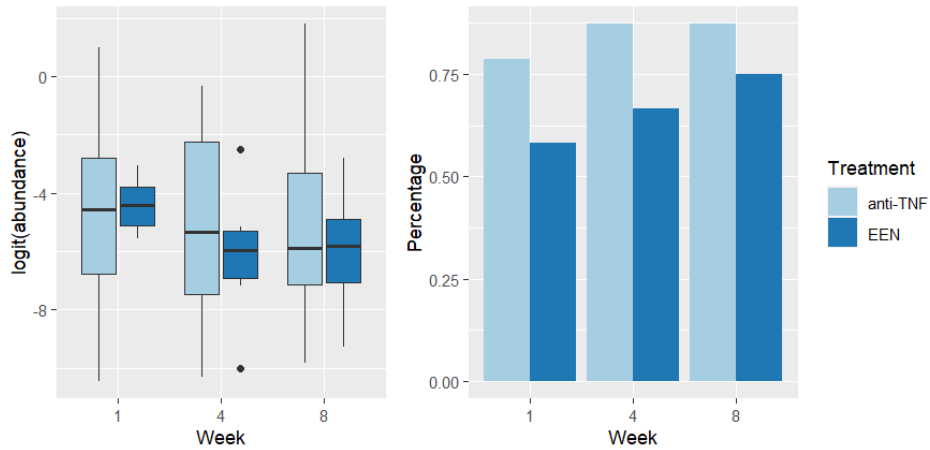 logit(abundance)
0
-4
-8
1 4 8
Week
Percentage
0.75
0.50
0.25
0.00
1 4 8
Week
Treatment
anti-TNF
EEN